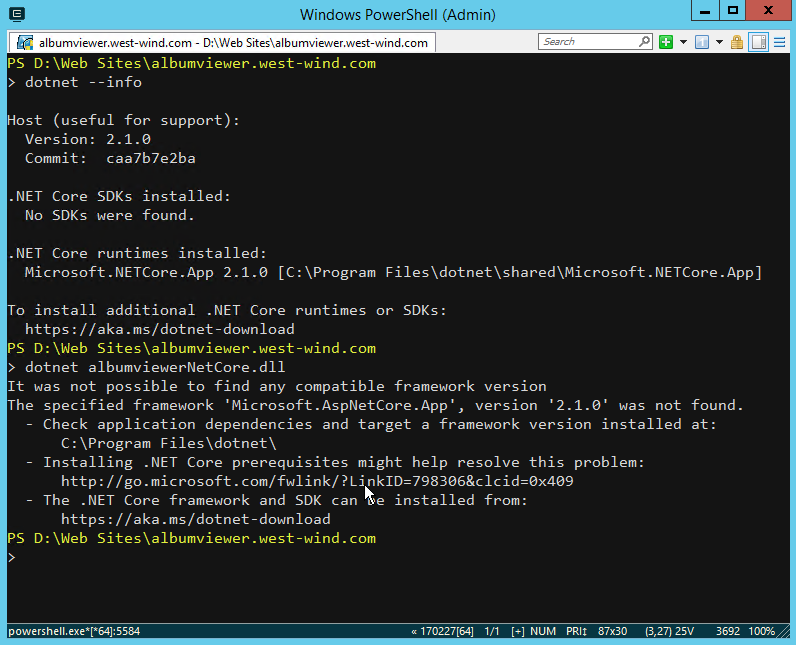 Windows PowerShell (Admin)
albumviewer.west-wind.com - D:\Web Sites\albumviewer.west-wind.com
Search
PS D:\Web Sites\albumviewer.west-wind.com
> dotnet --info
Host (useful for support):
  Version: 2.1.0
  Commit:  caa7b7e2ba
.NET Core SDKs installed:
  No SDKs were found.
.NET Core runtimes installed:
  Microsoft.NETCore.App 2.1.0 [C:\Program Files\dotnet\shared\Microsoft.NETCore.App]
To install additional .NET Core runtimes or SDKs:
  https://aka.ms/dotnet-download
PS D:\Web Sites\albumviewer.west-wind.com
> dotnet albumviewerNetCore.dll
It was not possible to find any compatible framework version
The specified framework 'Microsoft.AspNetCore.App', version '2.1.0' was not found.
  - Check application dependencies and target a framework version installed at:
      C:\Program Files\dotnet\
  - Installing .NET Core prerequisites might help resolve this problem:
      http://go.microsoft.com/fwlink/?LinkID=798306&clcid=0x409
  - The .NET Core framework and SDK can be installed from:
      https://aka.ms/dotnet-download
PS D:\Web Sites\albumviewer.west-wind.com
>
powershell.exe*[*64]:5584 « 170227[64] 1/1 [+] NUM PRI↕ 87x30 (3,27) 25V 3692 100%